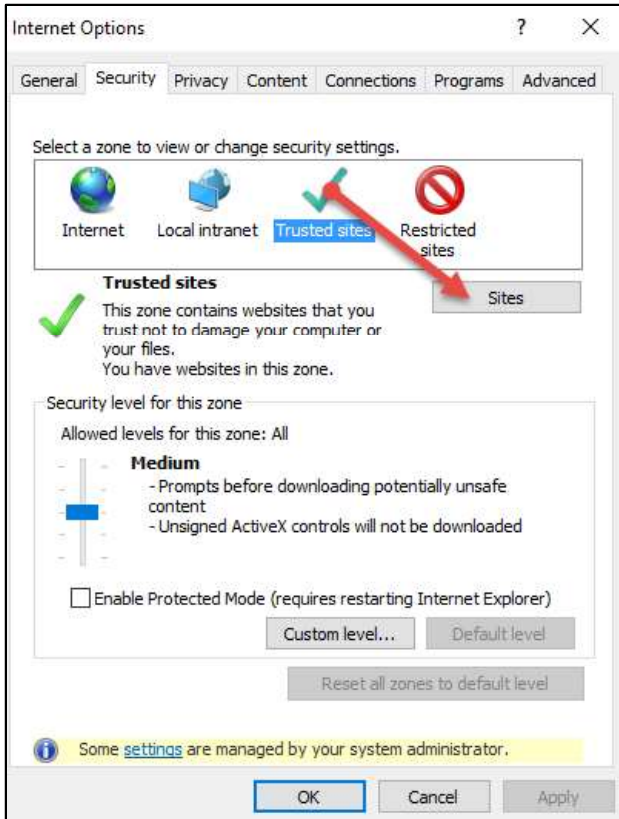 Internet Options
?
General Security Privacy Content Connections Programs Advanced
Select a zone to view or change security settings.
Internet
Local intranet
Trusted sites
Restricted
sites
Trusted sites
This zone contains websites that you
trust not to damage your computer or
your files.
You have websites in this zone.
Sites
Security level for this zone
Allowed levels for this zone: All
Medium
- Prompts before downloading potentially unsafe
content
- Unsigned ActiveX controls will not be downloaded
Enable Protected Mode (requires restarting Internet Explorer)
Custom level... Default level
Reset all zones to default level
Some settings are managed by your system administrator.
OK Cancel Apply